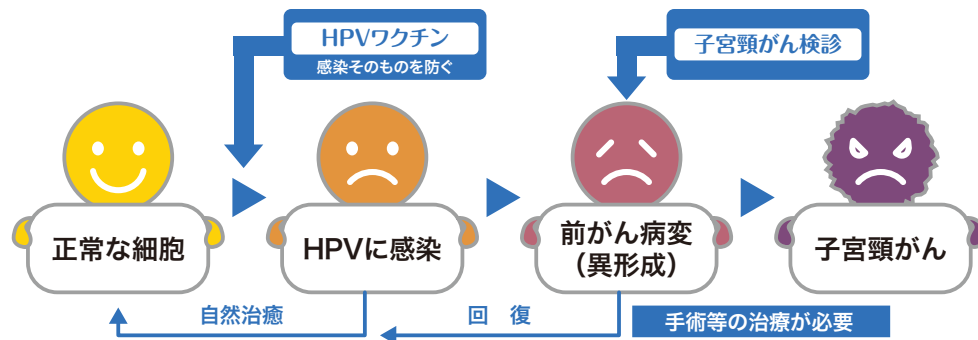 HPVワクチン
感染そのものを防ぐ
子宮頸がん検診
正常な細胞
HPVに感染
前がん病変
（異形成）
子宮頸がん
自然治癒
回 復
手術等の治療が必要